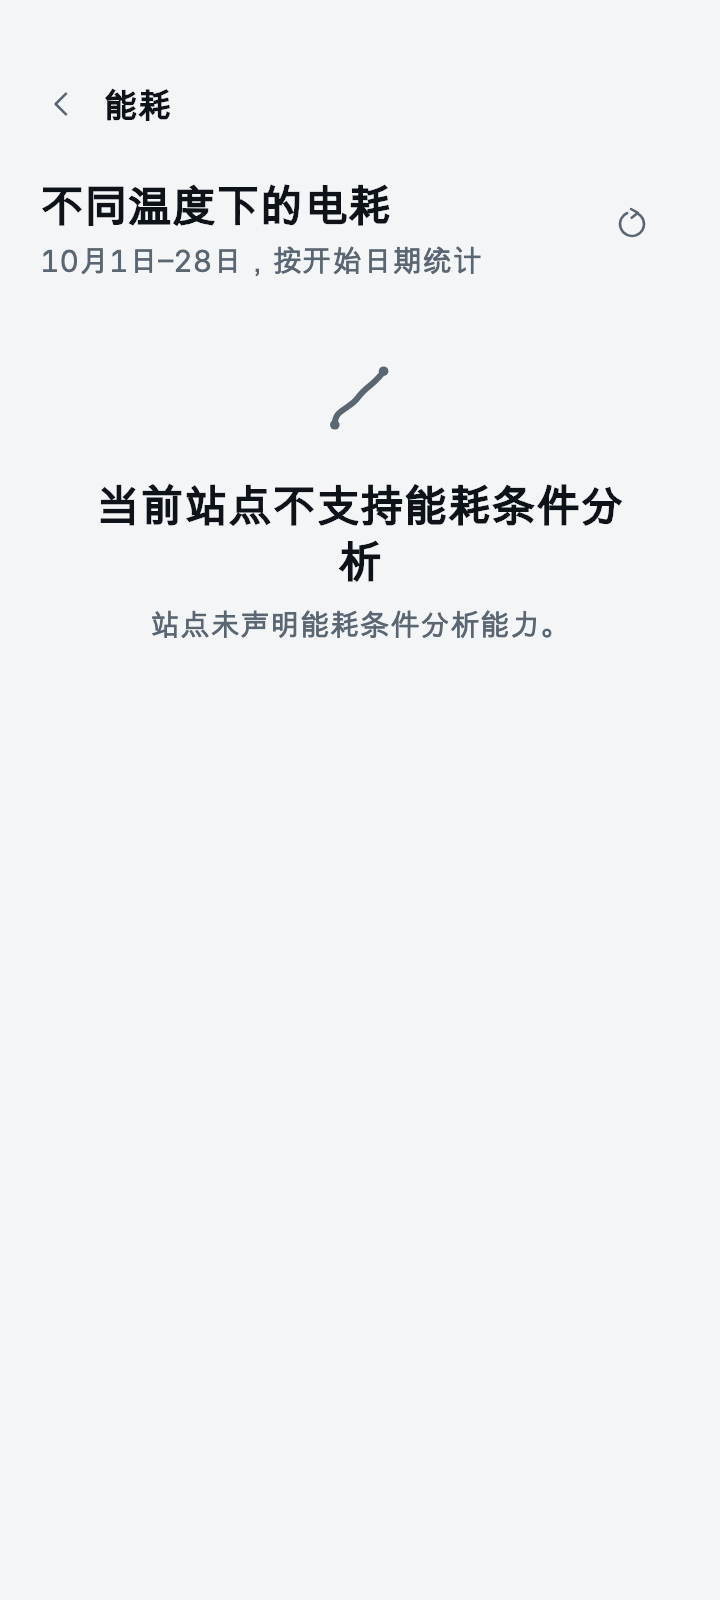 能耗
不同温度下的电耗
10月1日–28日，按开始日期统计
当前站点不支持能耗条件分
析
站点未声明能耗条件分析能力。